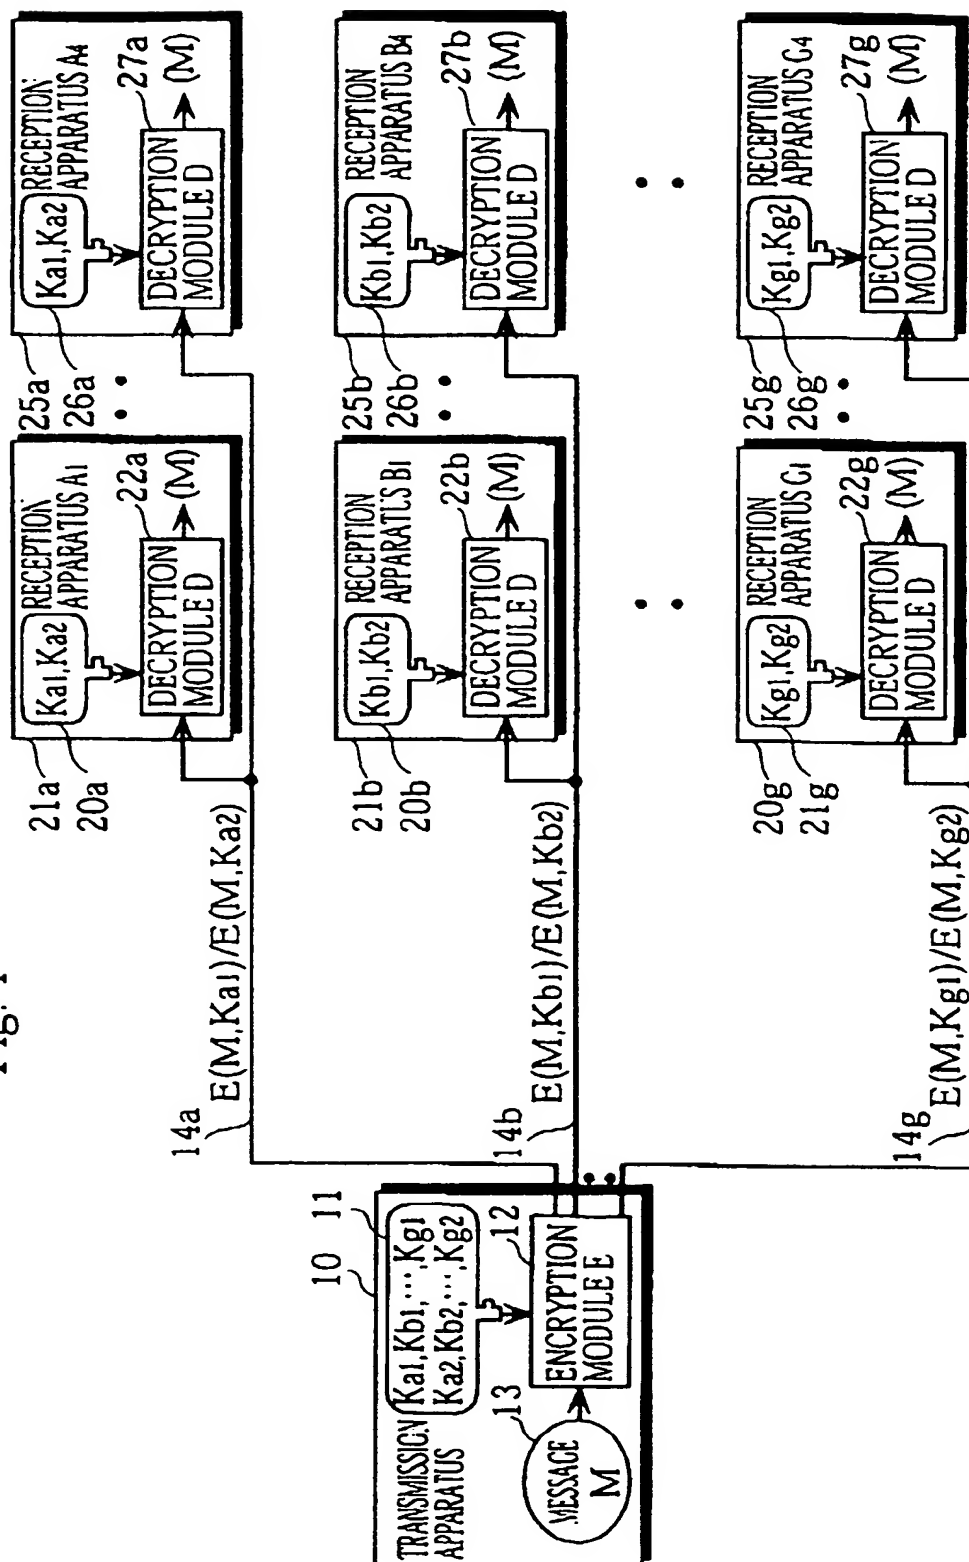 Fig. 1
TRANSMISSION
APPARATUS
10
11
Ka1,Kb1,···,Kg1
Ka2,Kb2,···,Kg2
12
ENCRYPTION
MODULE E
13
MESSAGE
M
14a
E(M,Ka1)/E(M,Ka2)
21a
20a
RECEPTION
APPARATUS A1
Ka1,Ka2
22a
DECRYPTION
MODULE D
(M)
25a
26a
RECEPTION
APPARATUS A4
Ka1,Ka2
27a
DECRYPTION
MODULE D
(M)
14b
E(M,Kb1)/E(M,Kb2)
21b
20b
RECEPTION
APPARATUS B1
Kb1,Kb2
22b
DECRYPTION
MODULE D
(M)
25b
26b
RECEPTION
APPARATUS B4
Kb1,Kb2
27b
DECRYPTION
MODULE D
(M)
14g
E(M,Kg1)/E(M,Kg2)
20g
21g
RECEPTION
APPARATUS G1
Kg1,Kg2
22g
DECRYPTION
MODULE D
(M)
25g
26g
RECEPTION
APPARATUS G4
Kg1,Kg2
27g
DECRYPTION
MODULE D
(M)